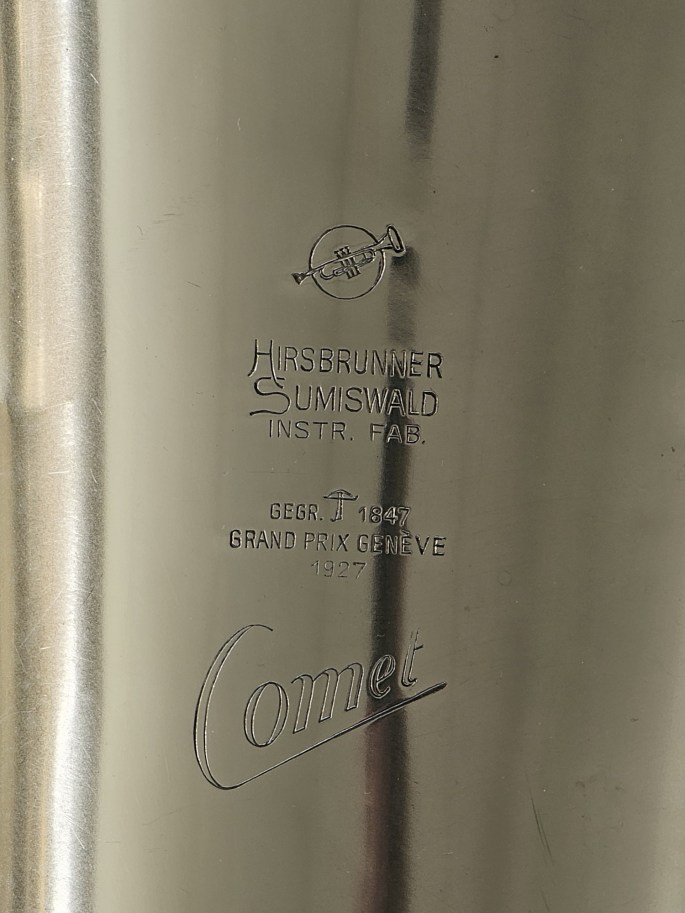 HIRSBRUNNER
SUMISWALD
INSTR. FAB.
GEGR. 1847
GRAND PRIX GENÈVE
1927
Comet